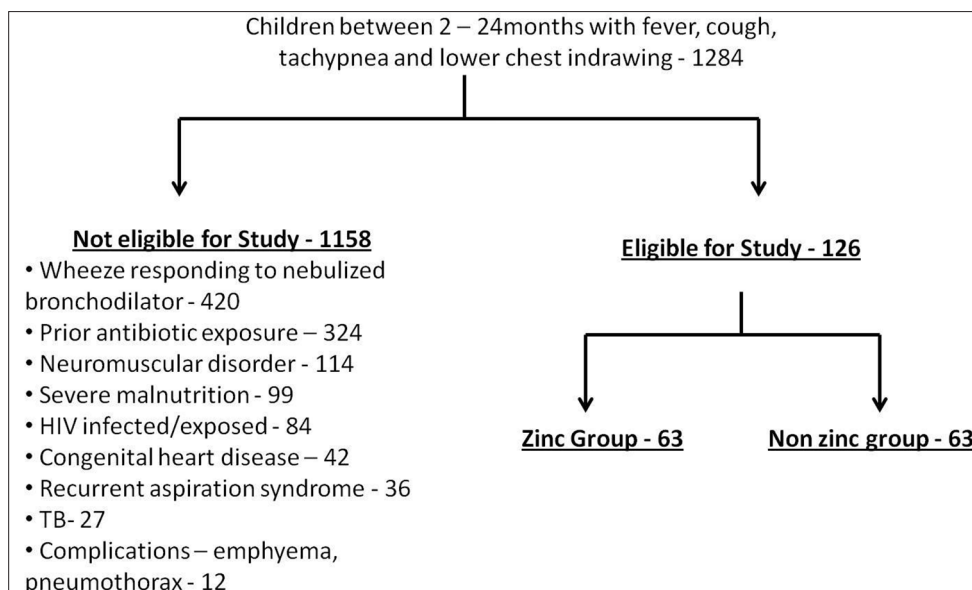 Children between 2 – 24months with fever, cough,
tachypnea and lower chest indrawing - 1284
Not eligible for Study - 1158
• Wheeze responding to nebulized
bronchodilator - 420
• Prior antibiotic exposure – 324
• Neuromuscular disorder - 114
• Severe malnutrition - 99
• HIV infected/exposed - 84
• Congenital heart disease – 42
• Recurrent aspiration syndrome - 36
• TB- 27
• Complications – emphyema,
pneumothorax - 12
Eligible for Study - 126
Zinc Group - 63
Non zinc group - 63